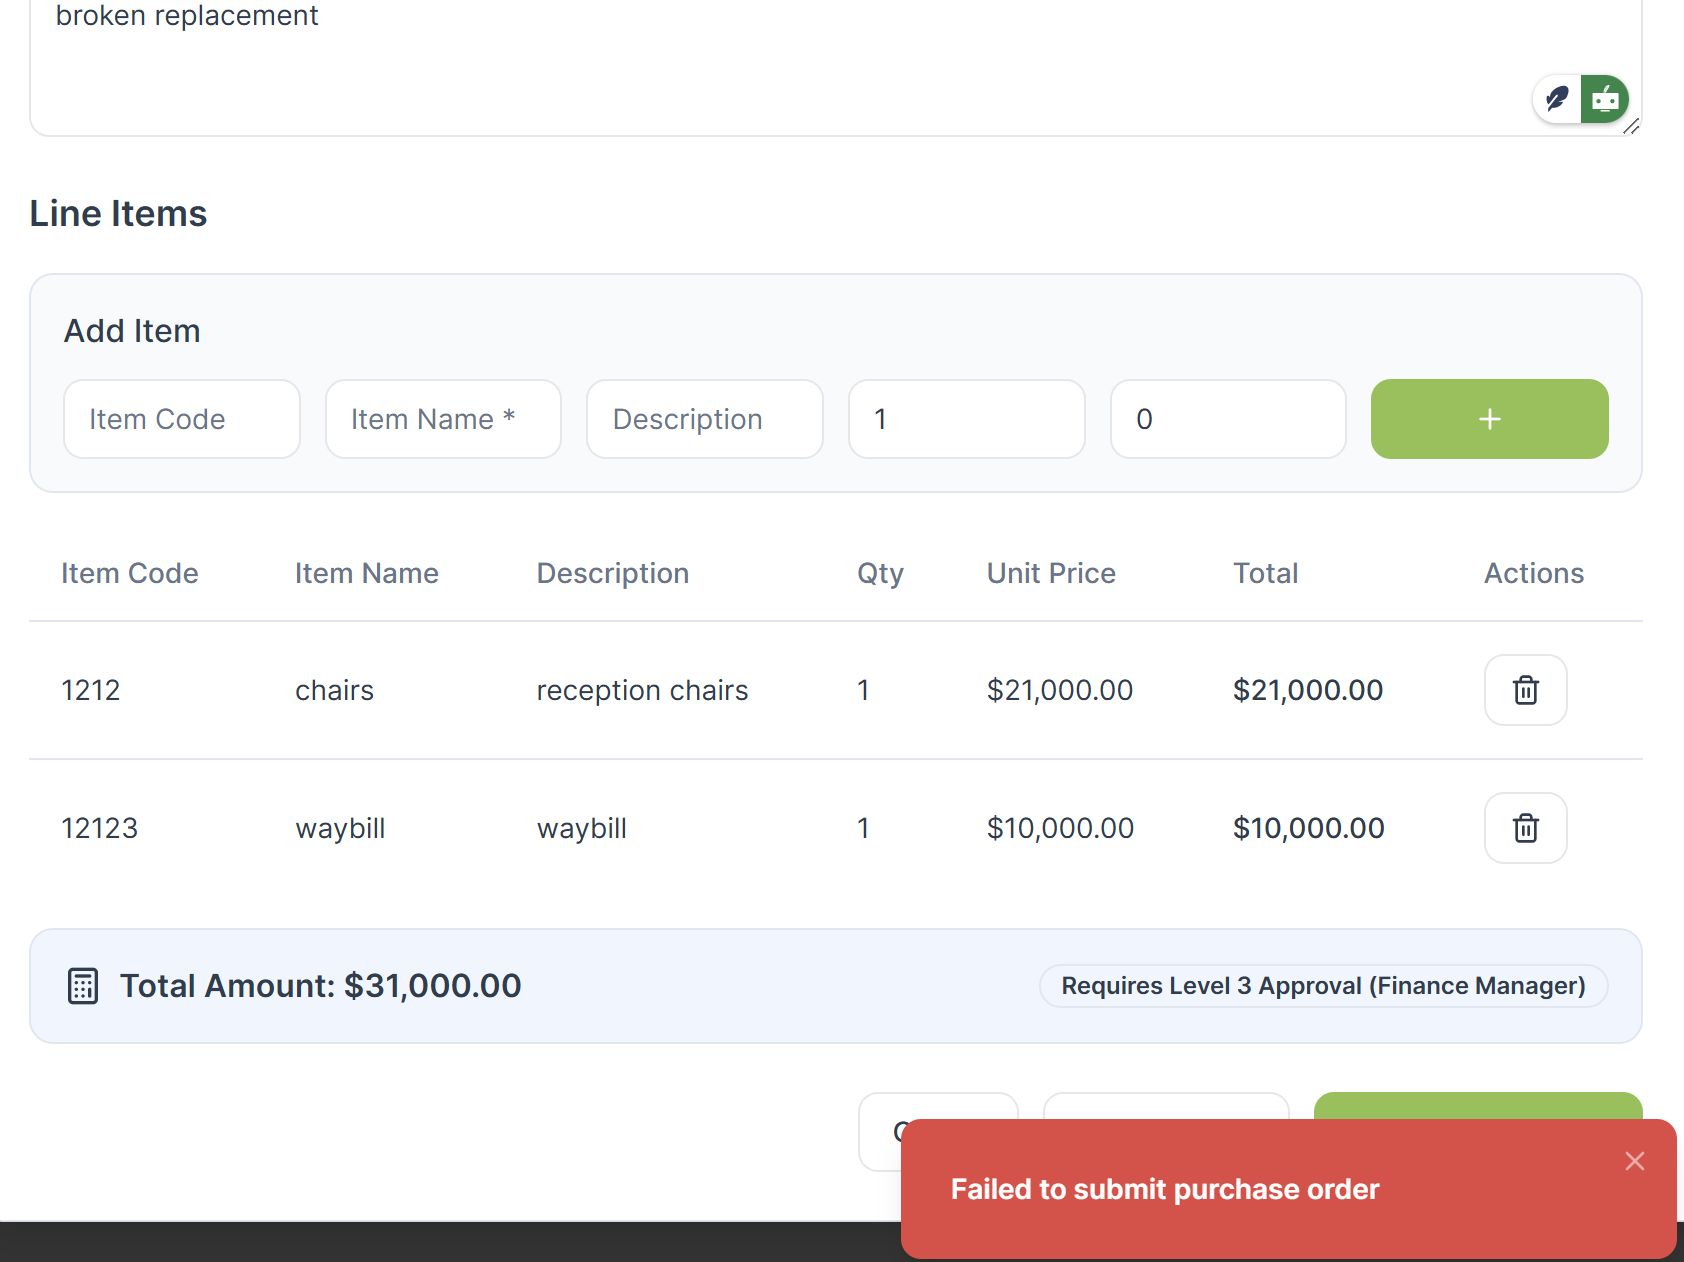 broken replacement
Line Items
Add Item
Item Code
Item Name *
Description
1
0
+
Item Code Item Name Description Qty Unit Price Total Actions
1212 chairs reception chairs 1 $21,000.00 $21,000.00
12123 waybill waybill 1 $10,000.00 $10,000.00
Total Amount: $31,000.00
Requires Level 3 Approval (Finance Manager)
Failed to submit purchase order